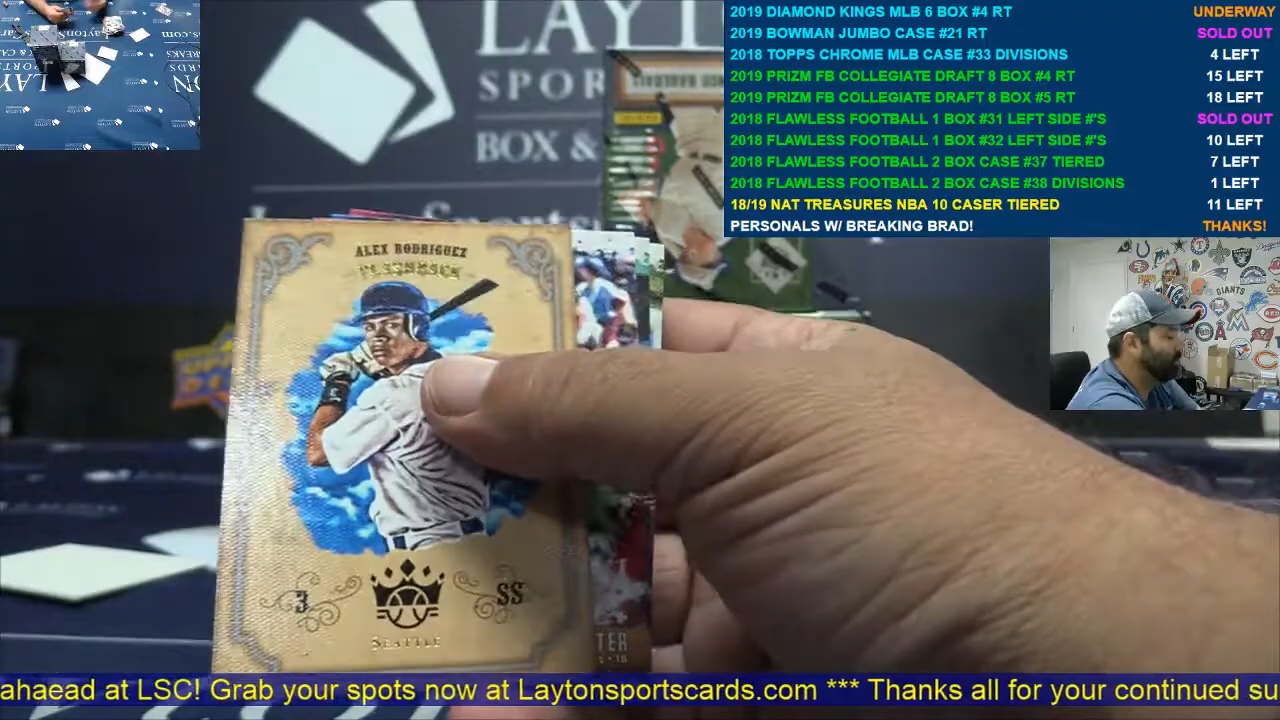 2019 DIAMOND KINGS MLB 6 BOX #4 RT UNDERWAY
2019 BOWMAN JUMBO CASE #21 RT SOLD OUT
2018 TOPPS CHROME MLB CASE #33 DIVISIONS 4 LEFT
2019 PRIZM FB COLLEGIATE DRAFT 8 BOX #4 RT 15 LEFT
2019 PRIZM FB COLLEGIATE DRAFT 8 BOX #5 RT 18 LEFT
2018 FLAWLESS FOOTBALL 1 BOX #31 LEFT SIDE #'S SOLD OUT
2018 FLAWLESS FOOTBALL 1 BOX #32 LEFT SIDE #'S 10 LEFT
2018 FLAWLESS FOOTBALL 2 BOX CASE #37 TIERED 7 LEFT
2018 FLAWLESS FOOTBALL 2 BOX CASE #38 DIVISIONS 1 LEFT
18/19 NAT TREASURES NBA 10 CASER TIERED 11 LEFT
PERSONALS W/ BREAKING BRAD! THANKS!
LAYT
SPOR
BOX &
ALEX RODRIGUEZ
3 SS
SEATTLE
TER
GIANTS
ahaead at LSC! Grab your spots now at Laytonsportscards.com *** Thanks all for your continued su